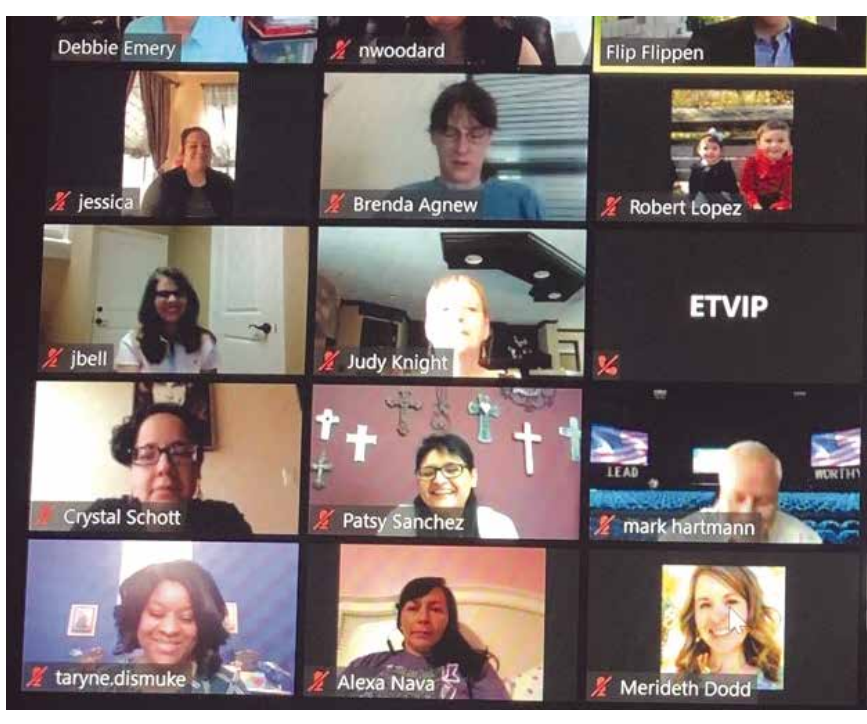 Debbie Emery
nwoodard
Flip Flippen
jessica
Brenda Agnew
Robert Lopez
jbell
Judy Knight
ETVIP
Crystal Schott
Patsy Sanchez
LEAD
WORTHY
mark hartmann
taryne.dismuke
Alexa Nava
Merideth Dodd